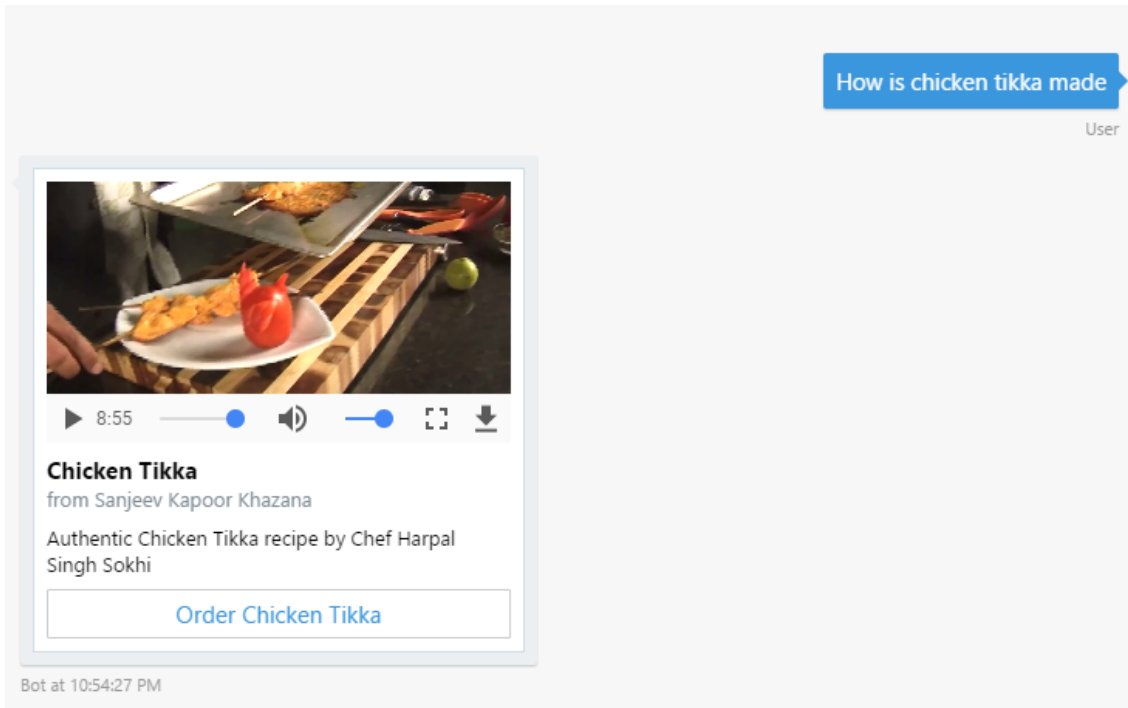 How is chicken tikka made
User
8:55
Chicken Tikka
from Sanjeev Kapoor Khazana
Authentic Chicken Tikka recipe by Chef Harpal
Singh Sokhi
Order Chicken Tikka
Bot at 10:54:27 PM